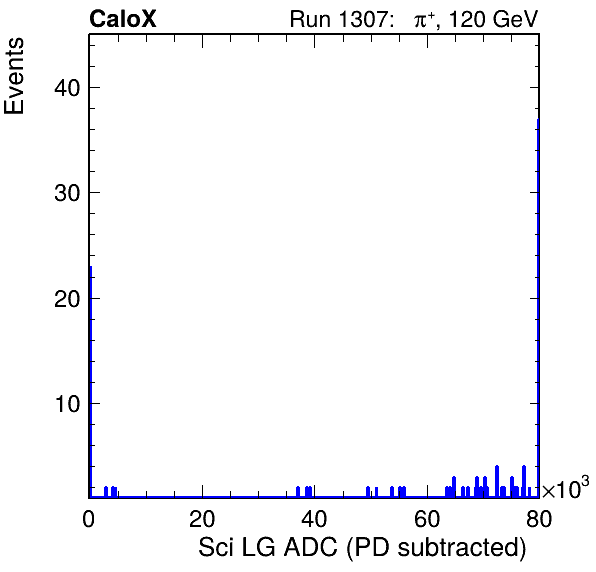 CaloX Run 1307: π⁺, 120 GeV
Events
40
30
20
10
0 20 40 60 80
×10³
Sci LG ADC (PD subtracted)